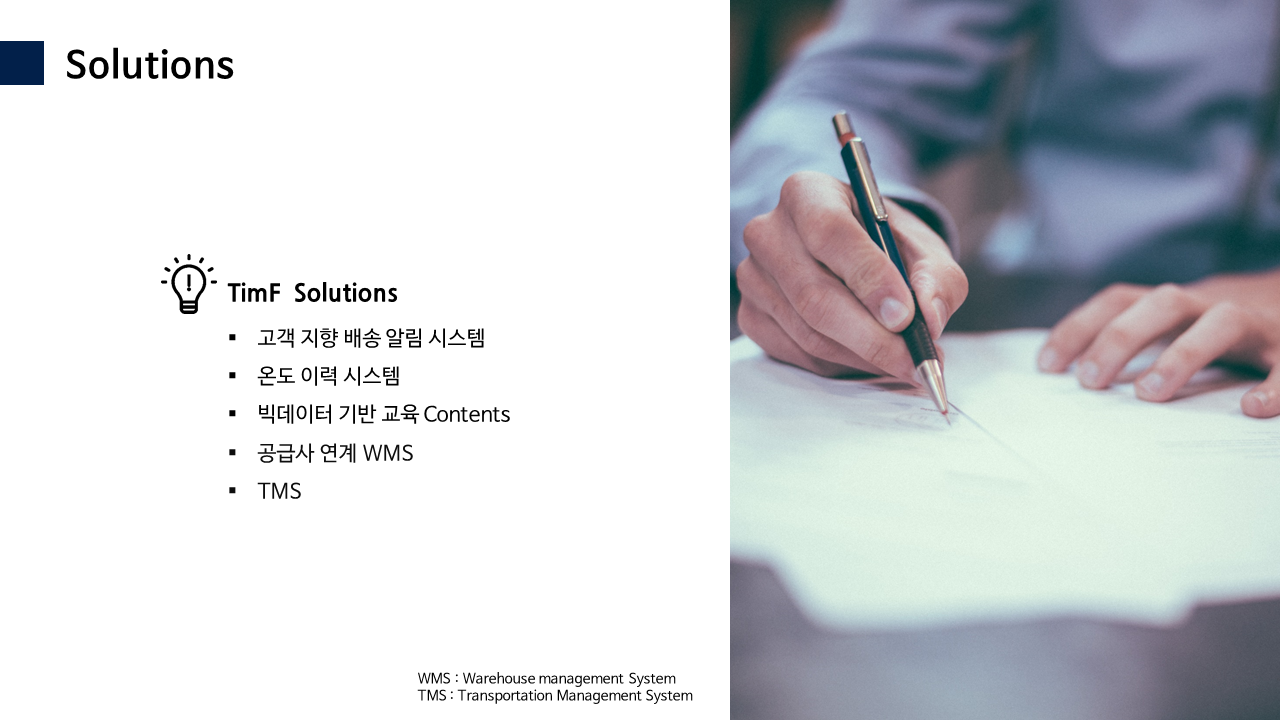 Solutions
TimF Solutions
▪ 고객 지향 배송 알림 시스템
▪ 온도 이력 시스템
▪ 빅데이터 기반 교육 Contents
▪ 공급사 연계 WMS
▪ TMS
WMS : Warehouse management System
TMS : Transportation Management System